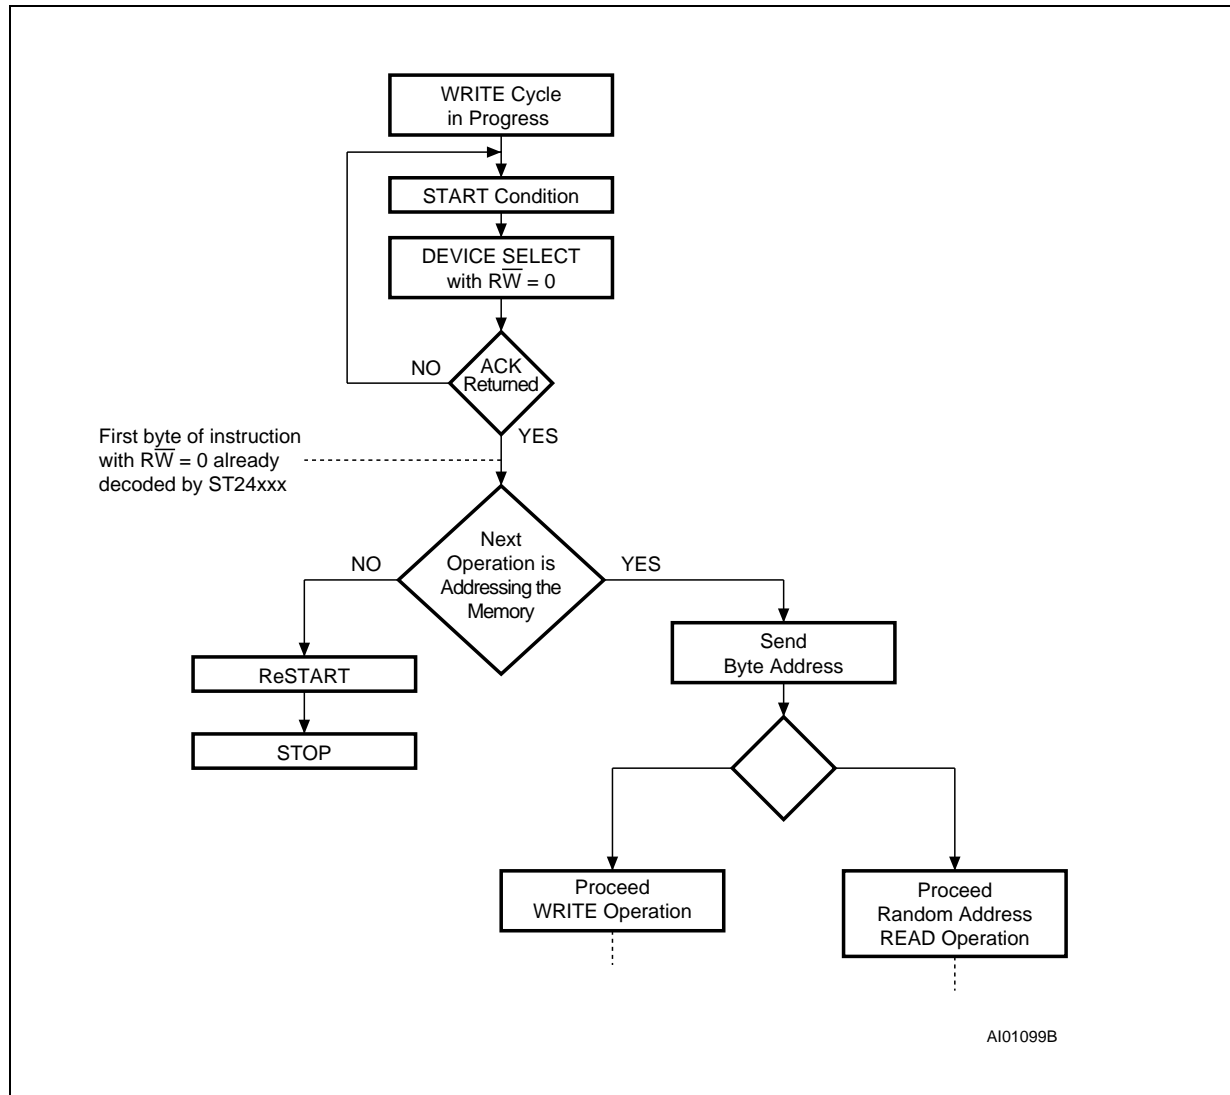 WRITE Cycle
in Progress
START Condition
DEVICE SELECT
with RW̅ = 0
NO
ACK
Returned
YES
First byte of instruction
with RW̅ = 0 already
decoded by ST24xxx
NO
Next
Operation is
Addressing the
Memory
YES
Send
Byte Address
ReSTART
STOP
Proceed
WRITE Operation
Proceed
Random Address
READ Operation
AI01099B